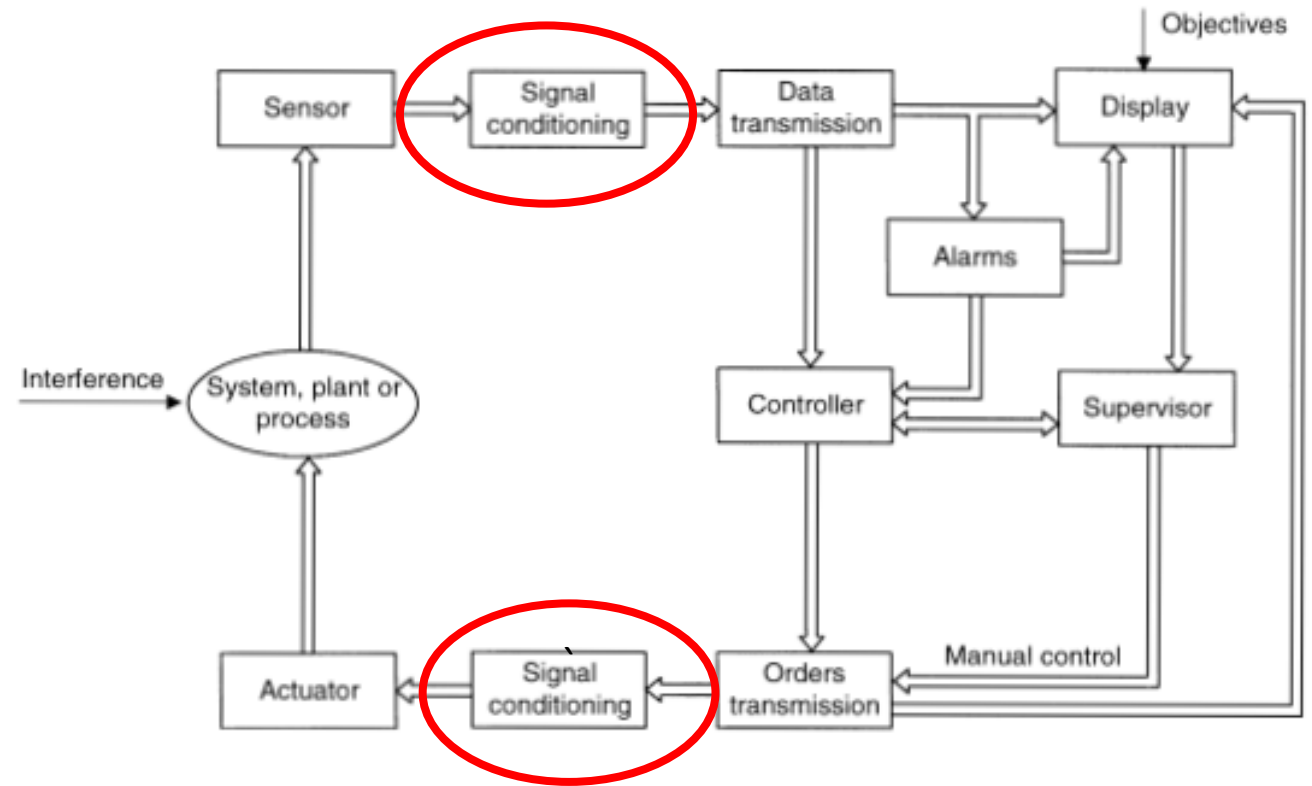 Objectives
Sensor
Signal
conditioning
Data
transmission
Display
Alarms
Interference
System, plant or
process
Controller
Supervisor
Manual control
Actuator
`
Signal
conditioning
Orders
transmission